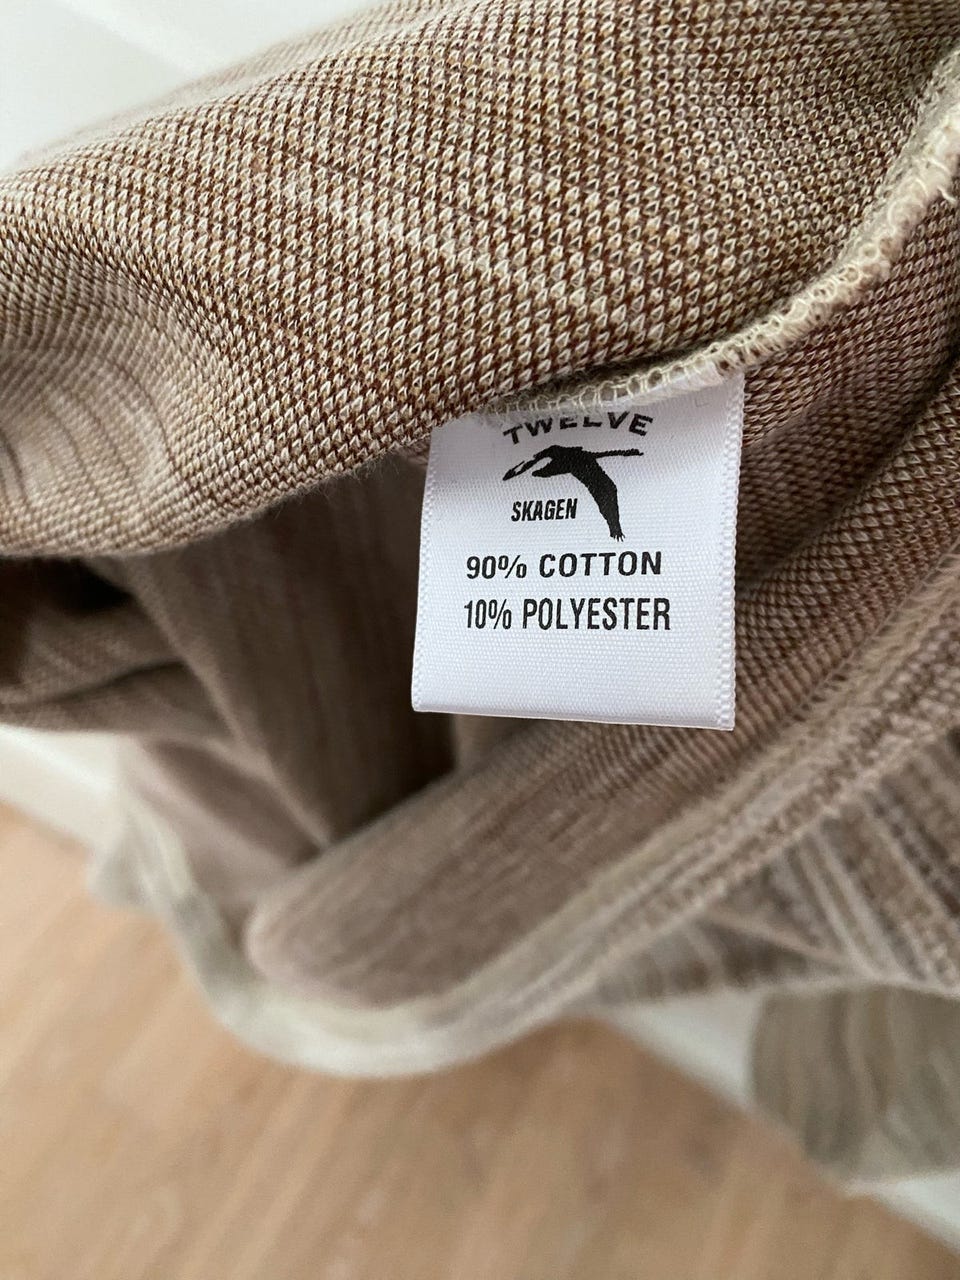 TWELVE
SKAGEN
90% COTTON
10% POLYESTER